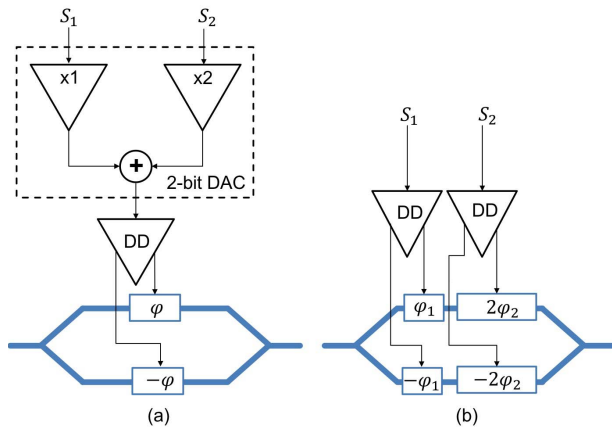 S₁ S₂
x1 x2
+
2-bit DAC
DD
φ
−φ
(a)
S₁ S₂
DD DD
φ₁ 2φ₂
−φ₁ −2φ₂
(b)